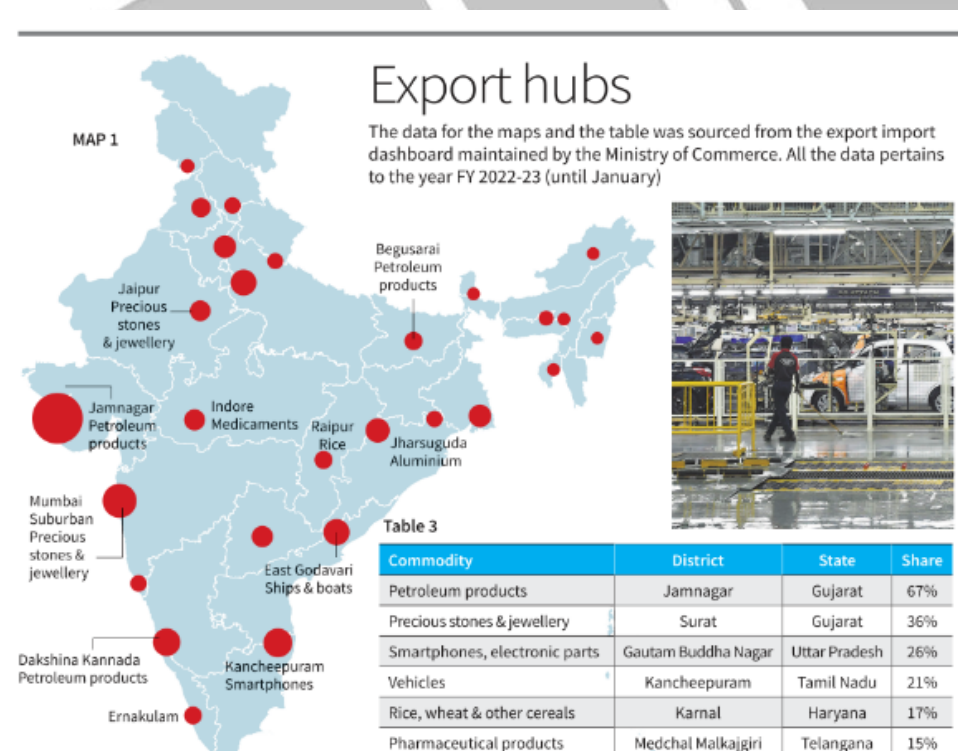 Export hubs
The data for the maps and the table was sourced from the export import
dashboard maintained by the Ministry of Commerce. All the data pertains
to the year FY 2022-23 (until January)
MAP 1
Begusarai
Petroleum
products
Jaipur
Precious
stones
& jewellery
Jamnagar
Petroleum
products
Indore
Medicaments
Raipur
Rice
Jharsuguda
Aluminium
Mumbai
Suburban
Precious
stones &
jewellery
East Godavari
Ships & boats
Dakshina Kannada
Petroleum products
Kancheepuram
Smartphones
Ernakulam
Table 3
Commodity District State Share
Petroleum products Jamnagar Gujarat 67%
Precious stones & jewellery Surat Gujarat 36%
Smartphones, electronic parts Gautam Buddha Nagar Uttar Pradesh 26%
Vehicles Kancheepuram Tamil Nadu 21%
Rice, wheat & other cereals Karnal Haryana 17%
Pharmaceutical products Medchal Malkajgiri Telangana 15%